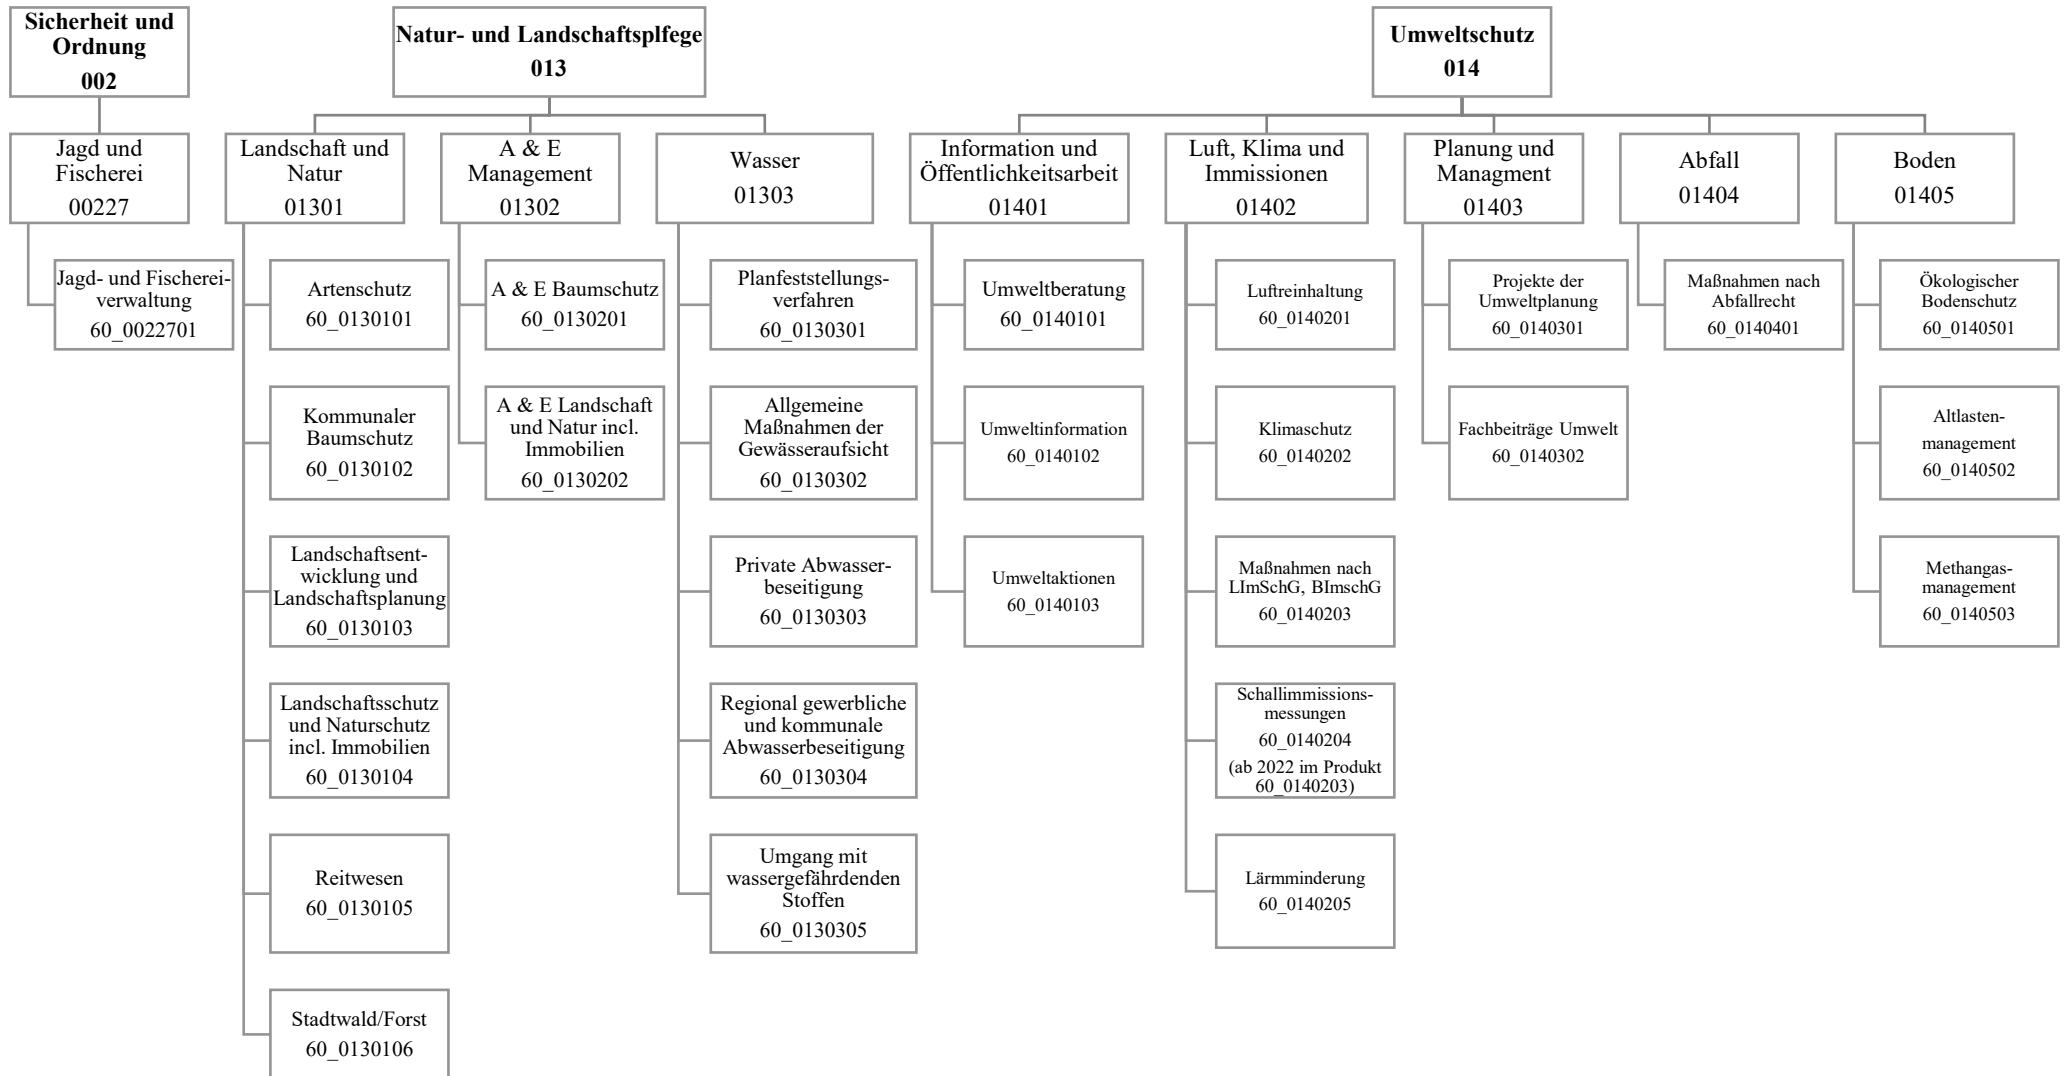 Sicherheit und
Ordnung
002
Natur- und Landschaftsplfege
013
Umweltschutz
014
Jagd und
Fischerei
00227
Landschaft und
Natur
01301
A & E
Management
01302
Wasser
01303
Information und
Öffentlichkeitsarbeit
01401
Luft, Klima und
Immissionen
01402
Planung und
Managment
01403
Abfall
01404
Boden
01405
Jagd- und Fischerei-
verwaltung
60_0022701
Artenschutz
60_0130101
Kommunaler
Baumschutz
60_0130102
Landschaftsent-
wicklung und
Landschaftsplanung
60_0130103
Landschaftsschutz
und Naturschutz
incl. Immobilien
60_0130104
Reitwesen
60_0130105
Stadtwald/Forst
60_0130106
A & E Baumschutz
60_0130201
A & E Landschaft
und Natur incl.
Immobilien
60_0130202
Planfeststellungs-
verfahren
60_0130301
Allgemeine
Maßnahmen der
Gewässeraufsicht
60_0130302
Private Abwasser-
beseitigung
60_0130303
Regional gewerbliche
und kommunale
Abwasserbeseitigung
60_0130304
Umgang mit
wassergefährdenden
Stoffen
60_0130305
Umweltberatung
60_0140101
Umweltinformation
60_0140102
Umweltaktionen
60_0140103
Luftreinhaltung
60_0140201
Klimaschutz
60_0140202
Maßnahmen nach
LImSchG, BImschG
60_0140203
Schallimmissions-
messungen
60_0140204
(ab 2022 im Produkt
60_0140203)
Lärmminderung
60_0140205
Projekte der
Umweltplanung
60_0140301
Fachbeiträge Umwelt
60_0140302
Maßnahmen nach
Abfallrecht
60_0140401
Ökologischer
Bodenschutz
60_0140501
Altlasten-
management
60_0140502
Methangas-
management
60_0140503